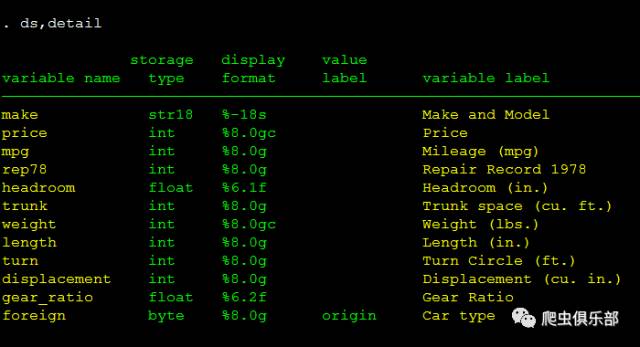 . ds,detail
storage display value
variable name type format label variable label
make str18 %-18s Make and Model
price int %8.0gc Price
mpg int %8.0g Mileage (mpg)
rep78 int %8.0g Repair Record 1978
headroom float %6.1f Headroom (in.)
trunk int %8.0g Trunk space (cu. ft.)
weight int %8.0gc Weight (lbs.)
length int %8.0g Length (in.)
turn int %8.0g Turn Circle (ft.)
displacement int %8.0g Displacement (cu. in.)
gear_ratio float %6.2f Gear Ratio
foreign byte %8.0g origin Car type
爬虫俱乐部